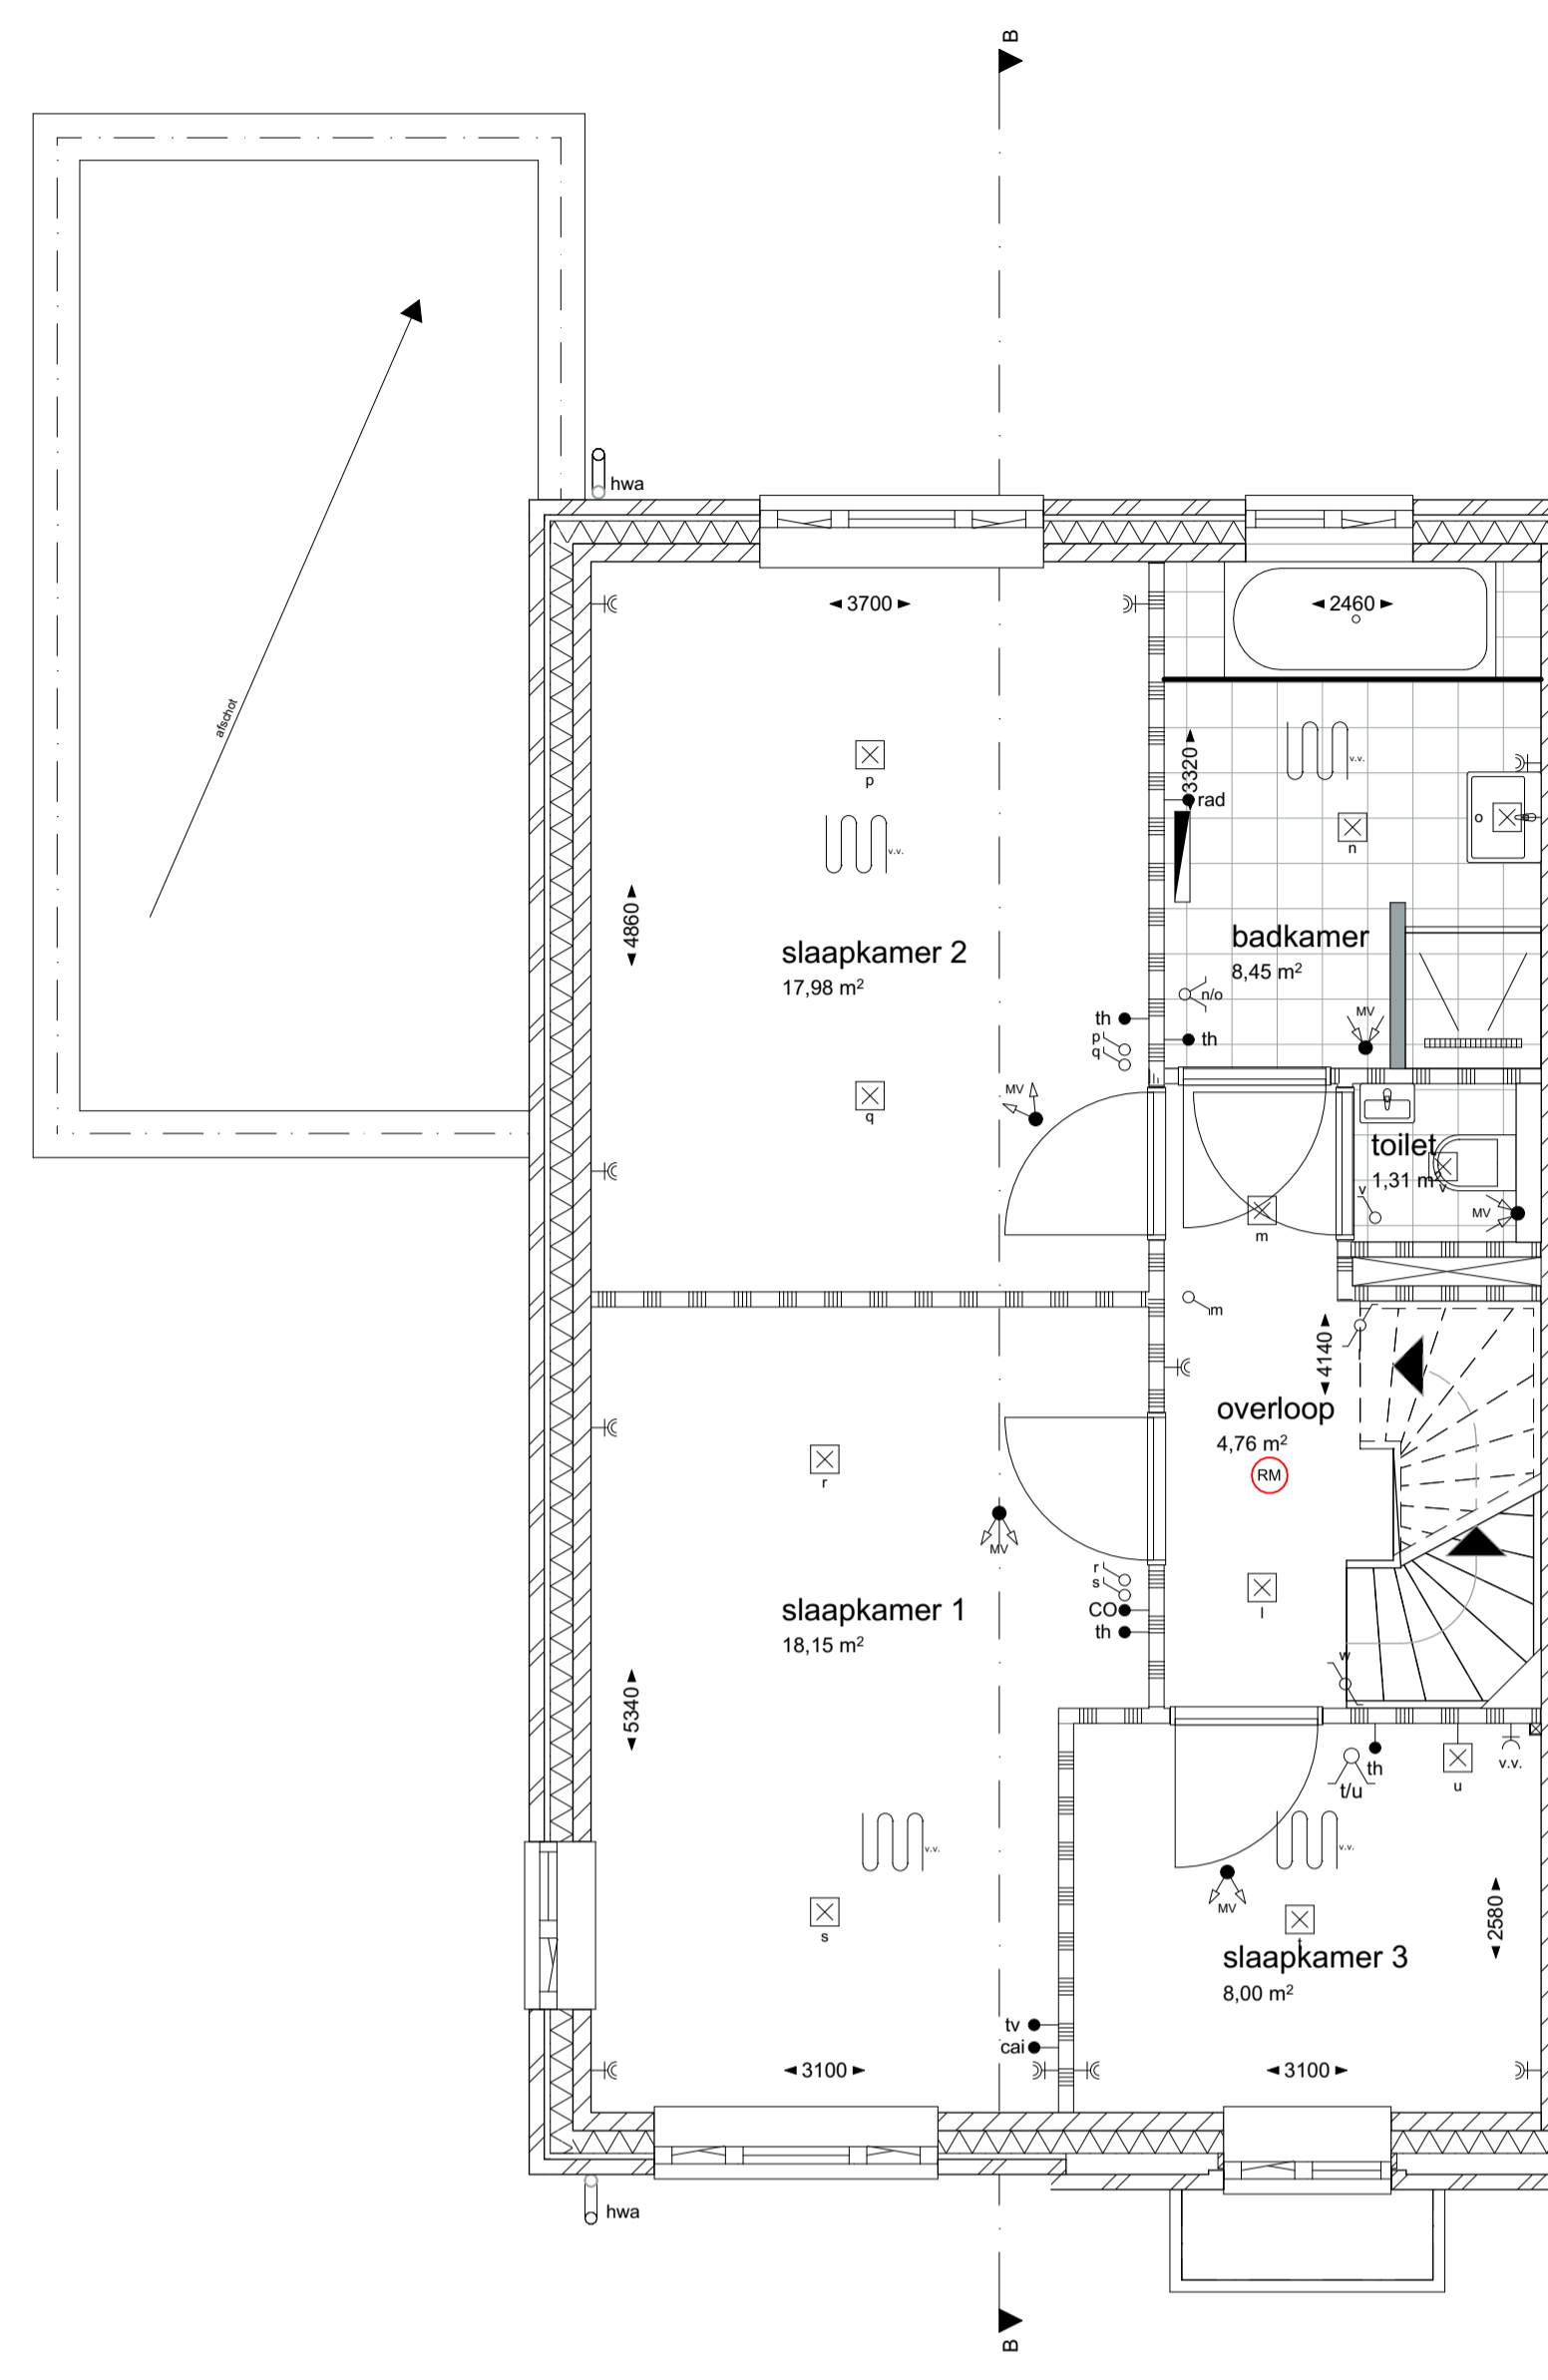 B
hwa
3700
2460
3320
rad
p
v.v.
v.v.
n
o
afschot
4860
slaapkamer 2
17,98 m²
badkamer
8,45 m²
n/o
MV
th
p
q
th
MV
q
toilet
1,31 m²
v
v
MV
m
m
4140
overloop
4,76 m²
RM
r
MV
r
s
CO
th
l
slaapkamer 1
18,15 m²
w
5340
th
t/u
u
v.v.
v.v.
v.v.
MV
s
t
2580
slaapkamer 3
8,00 m²
tv
cai
3100
3100
hwa
B